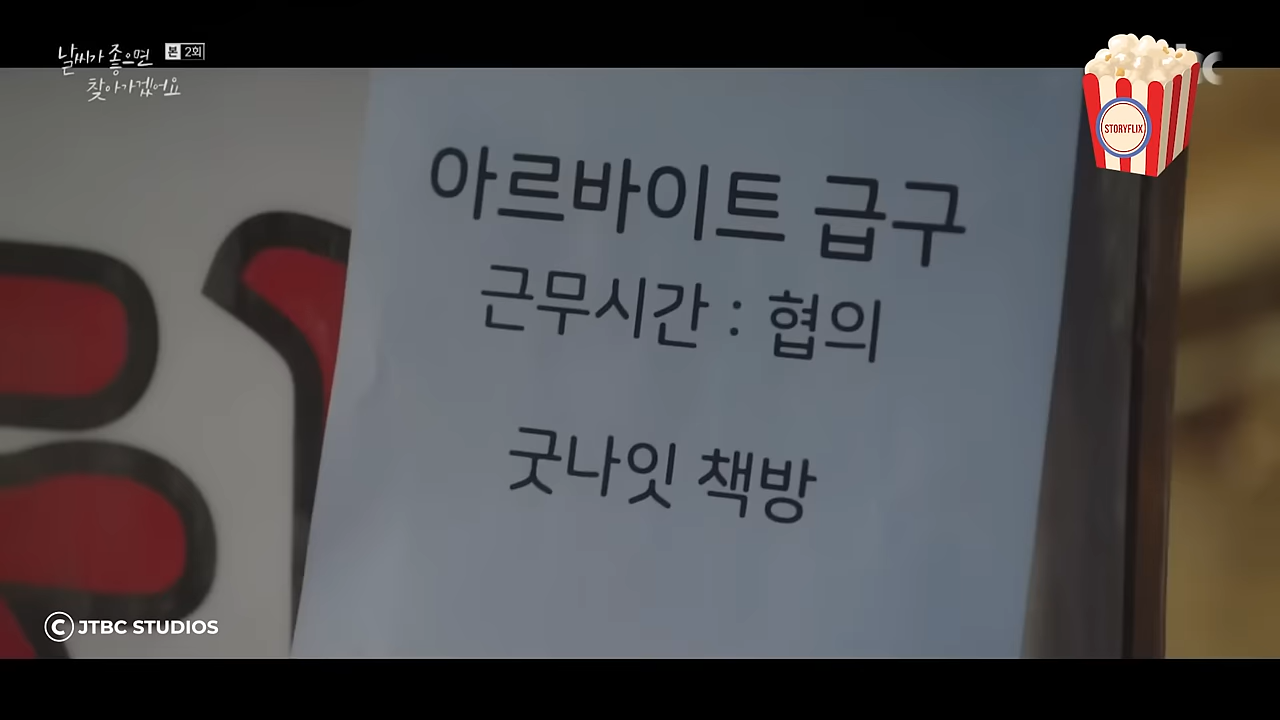 날씨가 좋으면
찾아가겠어요
본 2회
STORYFLIX
아르바이트 급구
근무시간 : 협의
굿나잇 책방
© JTBC STUDIOS